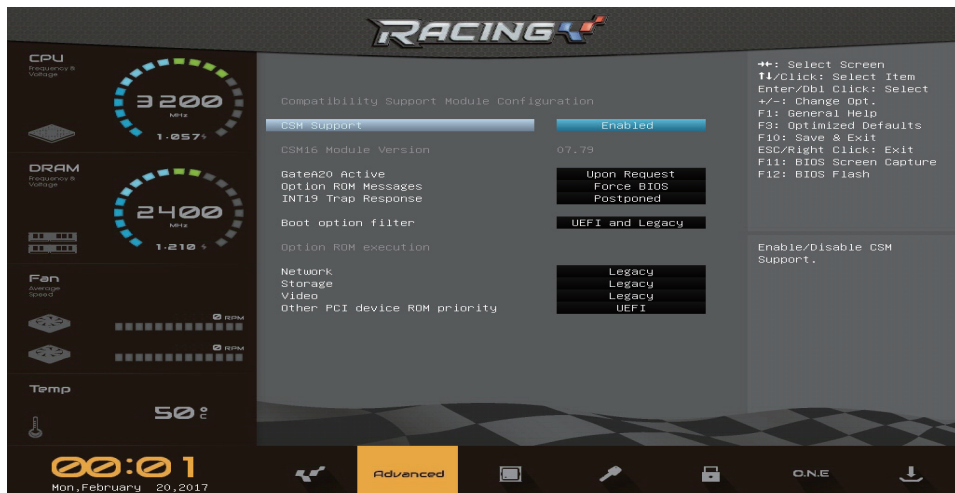 RACING
CPU
Frequency &
Voltage
3200
MHz
1.057 v
DRAM
Frequency &
Voltage
2400
MHz
1.210 v
Fan
Average
Speed
0 RPM
0 RPM
Temp
50 °C
Compatibility Support Module Configuration
CSM Support Enabled
CSM16 Module Version 07.79
GateA20 Active Upon Request
Option ROM Messages Force BIOS
INT19 Trap Response Postponed
Boot option filter UEFI and Legacy
Option ROM execution
Network Legacy
Storage Legacy
Video Legacy
Other PCI device ROM priority UEFI
→←: Select Screen
↑↓/Click: Select Item
Enter/Dbl Click: Select
+/-: Change Opt.
F1: General Help
F3: Optimized Defaults
F10: Save & Exit
ESC/Right Click: Exit
F11: BIOS Screen Capture
F12: BIOS Flash
Enable/Disable CSM
Support.
00:01
Mon,February 20,2017
Advanced
O.N.E